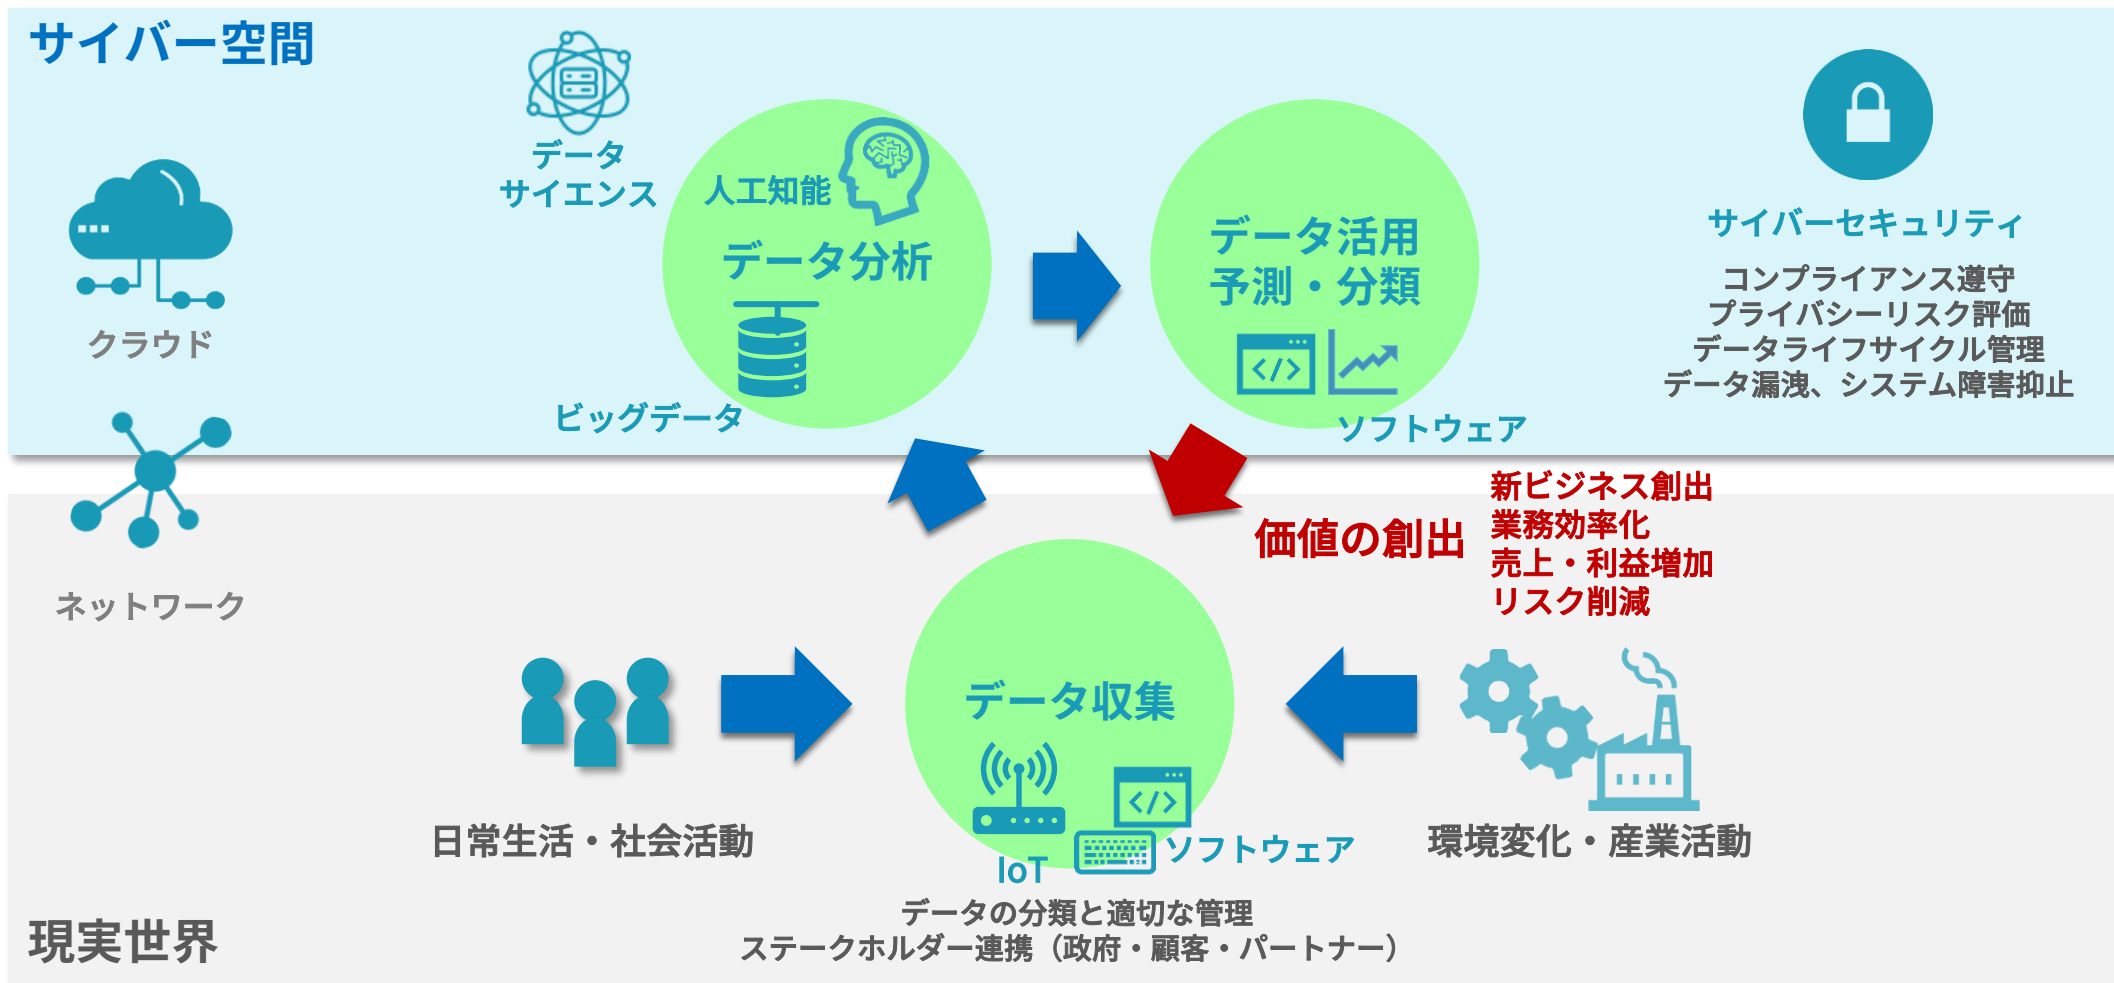 サイバー空間
データ
サイエンス
人工知能
データ分析
ビッグデータ
データ活用
予測・分類
ソフトウェア
サイバーセキュリティ
コンプライアンス遵守
プライバシーリスク評価
データライフサイクル管理
データ漏洩、システム障害抑止
クラウド
ネットワーク
価値の創出
新ビジネス創出
業務効率化
売上・利益増加
リスク削減
データ収集
IoT
ソフトウェア
日常生活・社会活動
環境変化・産業活動
データの分類と適切な管理
ステークホルダー連携（政府・顧客・パートナー）
現実世界